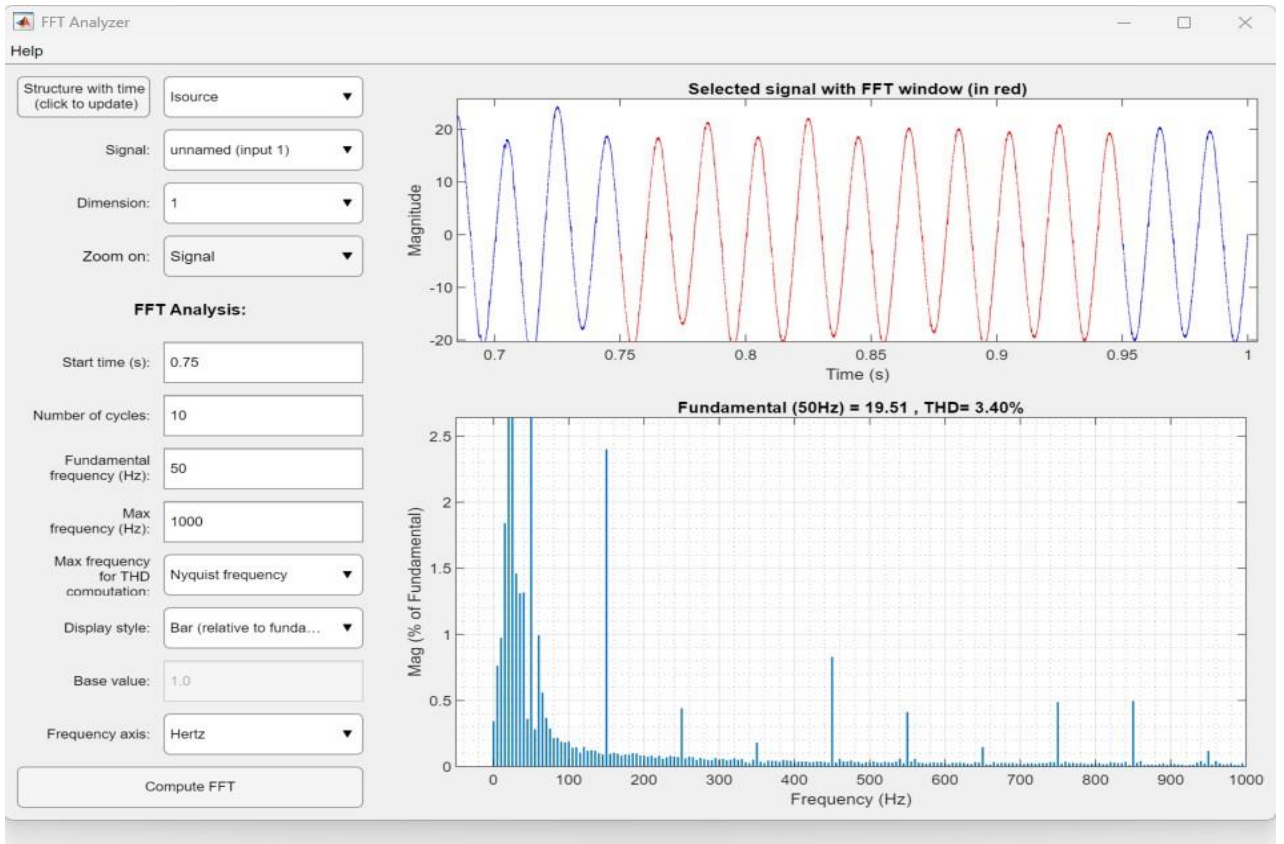 FFT Analyzer
Help
Structure with time
(click to update)
Isource
Signal:
unnamed (input 1)
Dimension:
1
Zoom on:
Signal
FFT Analysis:
Start time (s):
0.75
Number of cycles:
10
Fundamental
frequency (Hz):
50
Max
frequency (Hz):
1000
Max frequency
for THD
computation:
Nyquist frequency
Display style:
Bar (relative to funda...
Base value:
1.0
Frequency axis:
Hertz
Compute FFT
Selected signal with FFT window (in red)
Magnitude
20
10
0
-10
-20
0.7 0.75 0.8 0.85 0.9 0.95 1
Time (s)
Fundamental (50Hz) = 19.51 , THD= 3.40%
Mag (% of Fundamental)
2.5
2
1.5
1
0.5
0
0 100 200 300 400 500 600 700 800 900 1000
Frequency (Hz)